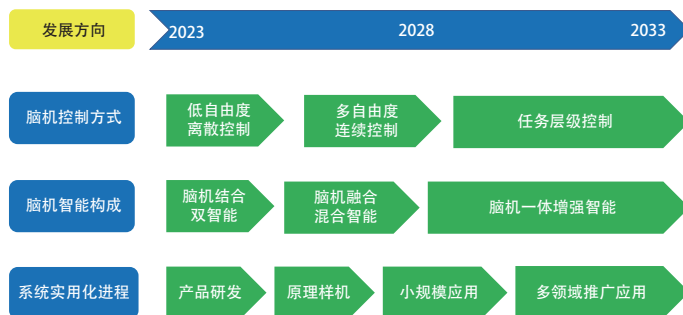 发展方向
2023
2028
2033
脑机控制方式
低自由度
离散控制
多自由度
连续控制
任务层级控制
脑机智能构成
脑机结合
双智能
脑机融合
混合智能
脑机一体增强智能
系统实用化进程
产品研发
原理样机
小规模应用
多领域推广应用